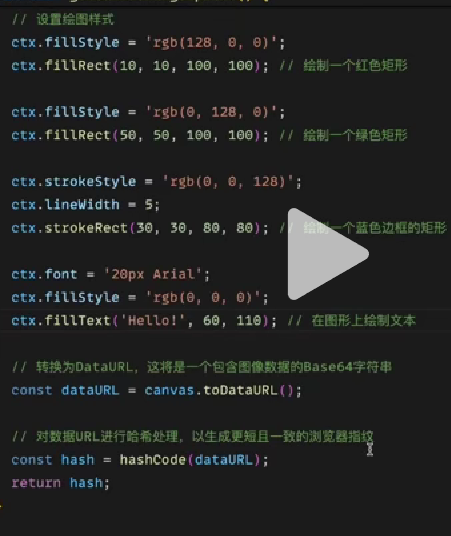 // 设置绘图样式
ctx.fillStyle = 'rgb(128, 0, 0)';
ctx.fillRect(10, 10, 100, 100); // 绘制一个红色矩形
ctx.fillStyle = 'rgb(0, 128, 0)';
ctx.fillRect(50, 50, 100, 100); // 绘制一个绿色矩形
ctx.strokeStyle = 'rgb(0, 0, 128)';
ctx.lineWidth = 5;
ctx.strokeRect(30, 30, 80, 80); // 绘制一个蓝色边框的矩形
ctx.font = '20px Arial';
ctx.fillStyle = 'rgb(0, 0, 0)';
ctx.fillText('Hello!', 60, 110); // 在图形上绘制文本
// 转换为DataURL，这将是一个包含图像数据的Base64字符串
const dataURL = canvas.toDataURL();
// 对数据URL进行哈希处理，以生成更短且一致的浏览器指纹
const hash = hashCode(dataURL);
return hash;